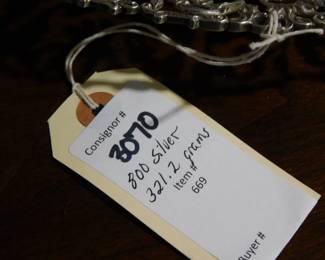 Consignor #
3070
800 Silver
321.2 grams
Item #
669
Buyer #